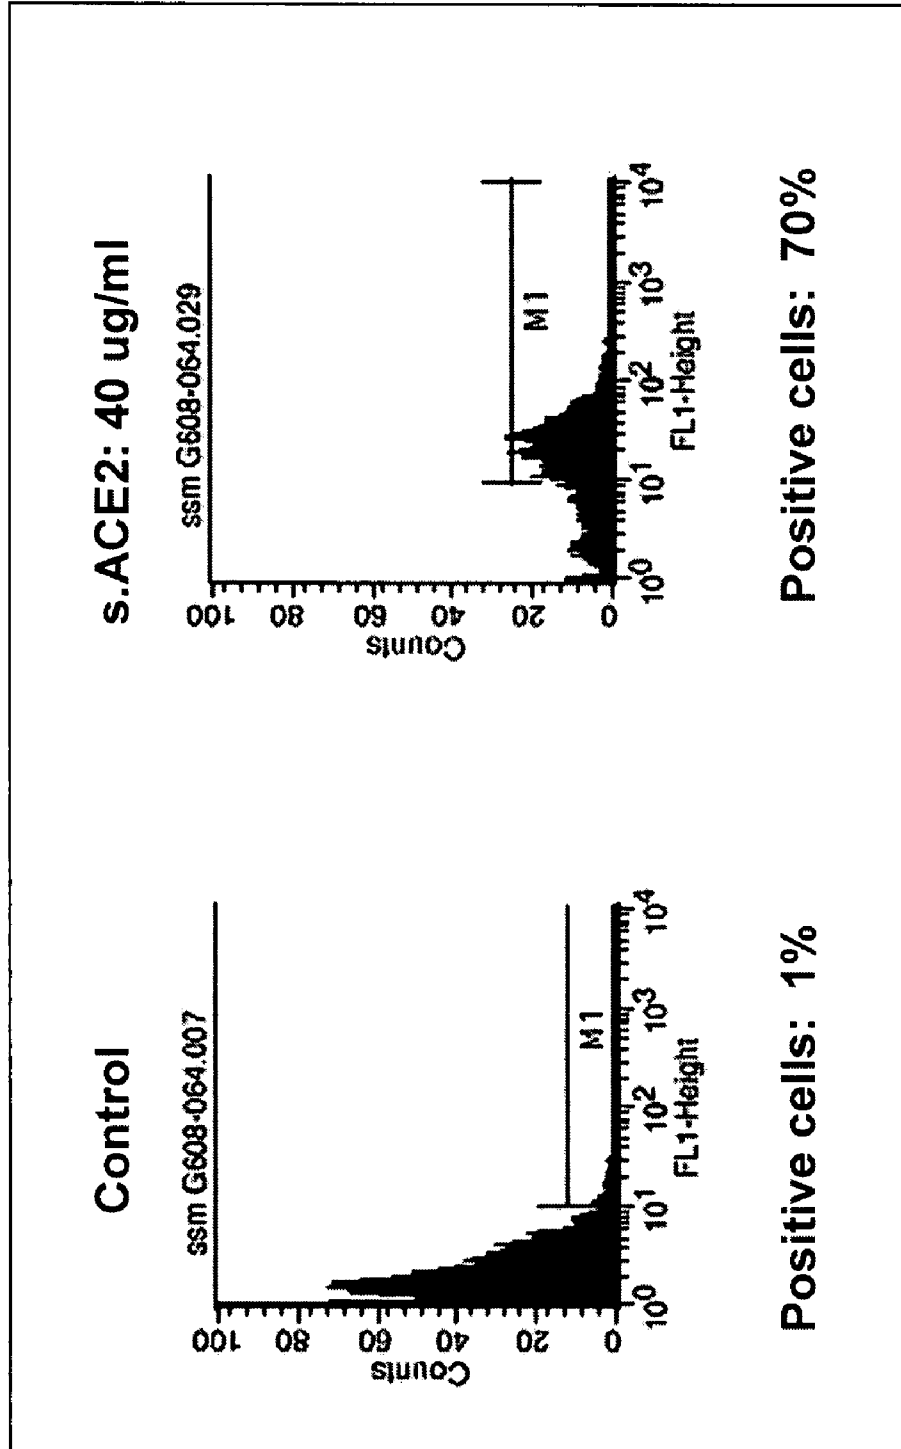 Control
ssm G608-064.007
100
80
60
40
20
0
Counts
M1
10^0 10^1 10^2 10^3 10^4
FL1-Height
Positive cells: 1%
s.ACE2: 40 ug/ml
ssm G608-064.029
100
80
60
40
20
0
Counts
M1
10^0 10^1 10^2 10^3 10^4
FL1-Height
Positive cells: 70%